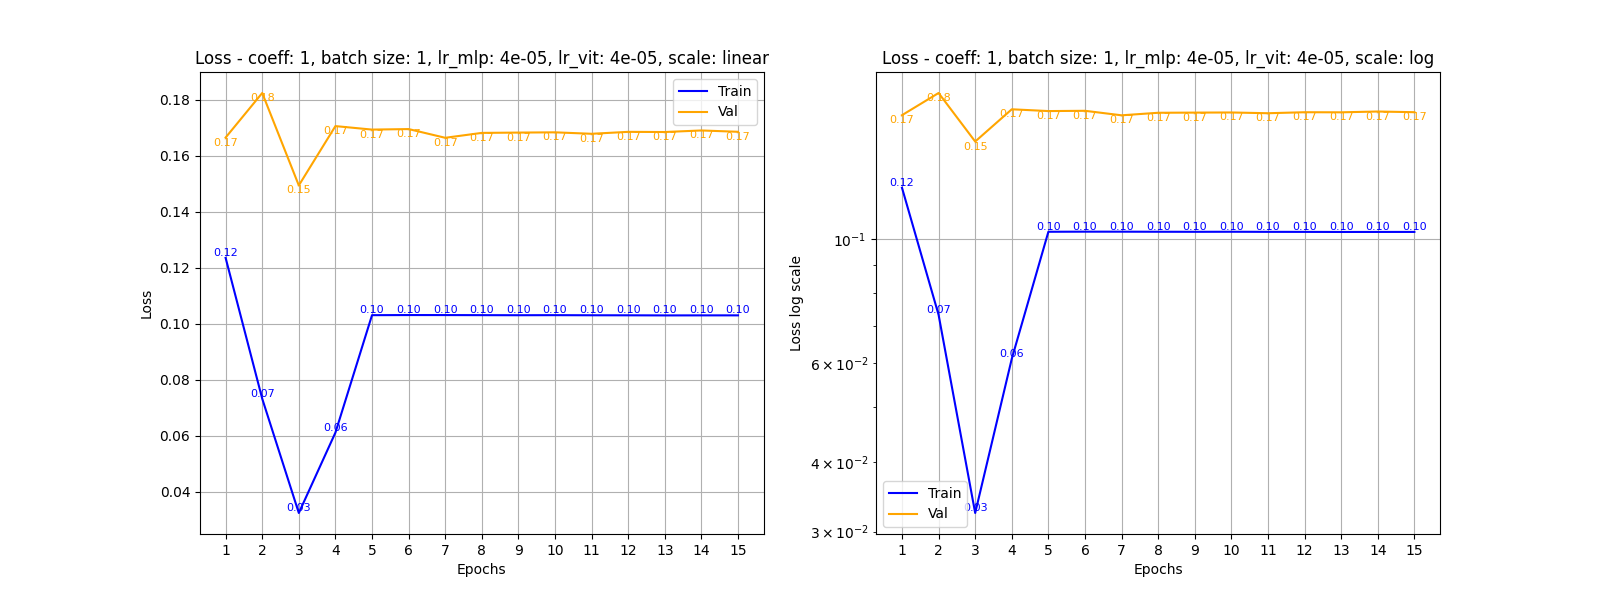 Loss - coeff: 1, batch size: 1, lr_mlp: 4e-05, lr_vit: 4e-05, scale: linear
Train
Val
0.18
0.16
0.14
0.12
0.10
0.08
0.06
0.04
Loss
0.17 0.18 0.15 0.17 0.17 0.17 0.17 0.17 0.17 0.17 0.17 0.17 0.17 0.17 0.17
0.12 0.07 0.03 0.06 0.10 0.10 0.10 0.10 0.10 0.10 0.10 0.10 0.10 0.10 0.10
1 2 3 4 5 6 7 8 9 10 11 12 13 14 15
Epochs
Loss - coeff: 1, batch size: 1, lr_mlp: 4e-05, lr_vit: 4e-05, scale: log
0.17 0.18 0.15 0.17 0.17 0.17 0.17 0.17 0.17 0.17 0.17 0.17 0.17 0.17 0.17
0.12 0.07 0.03 0.06 0.10 0.10 0.10 0.10 0.10 0.10 0.10 0.10 0.10 0.10 0.10
10⁻¹
6 × 10⁻²
4 × 10⁻²
3 × 10⁻²
Loss log scale
Train
Val
1 2 3 4 5 6 7 8 9 10 11 12 13 14 15
Epochs